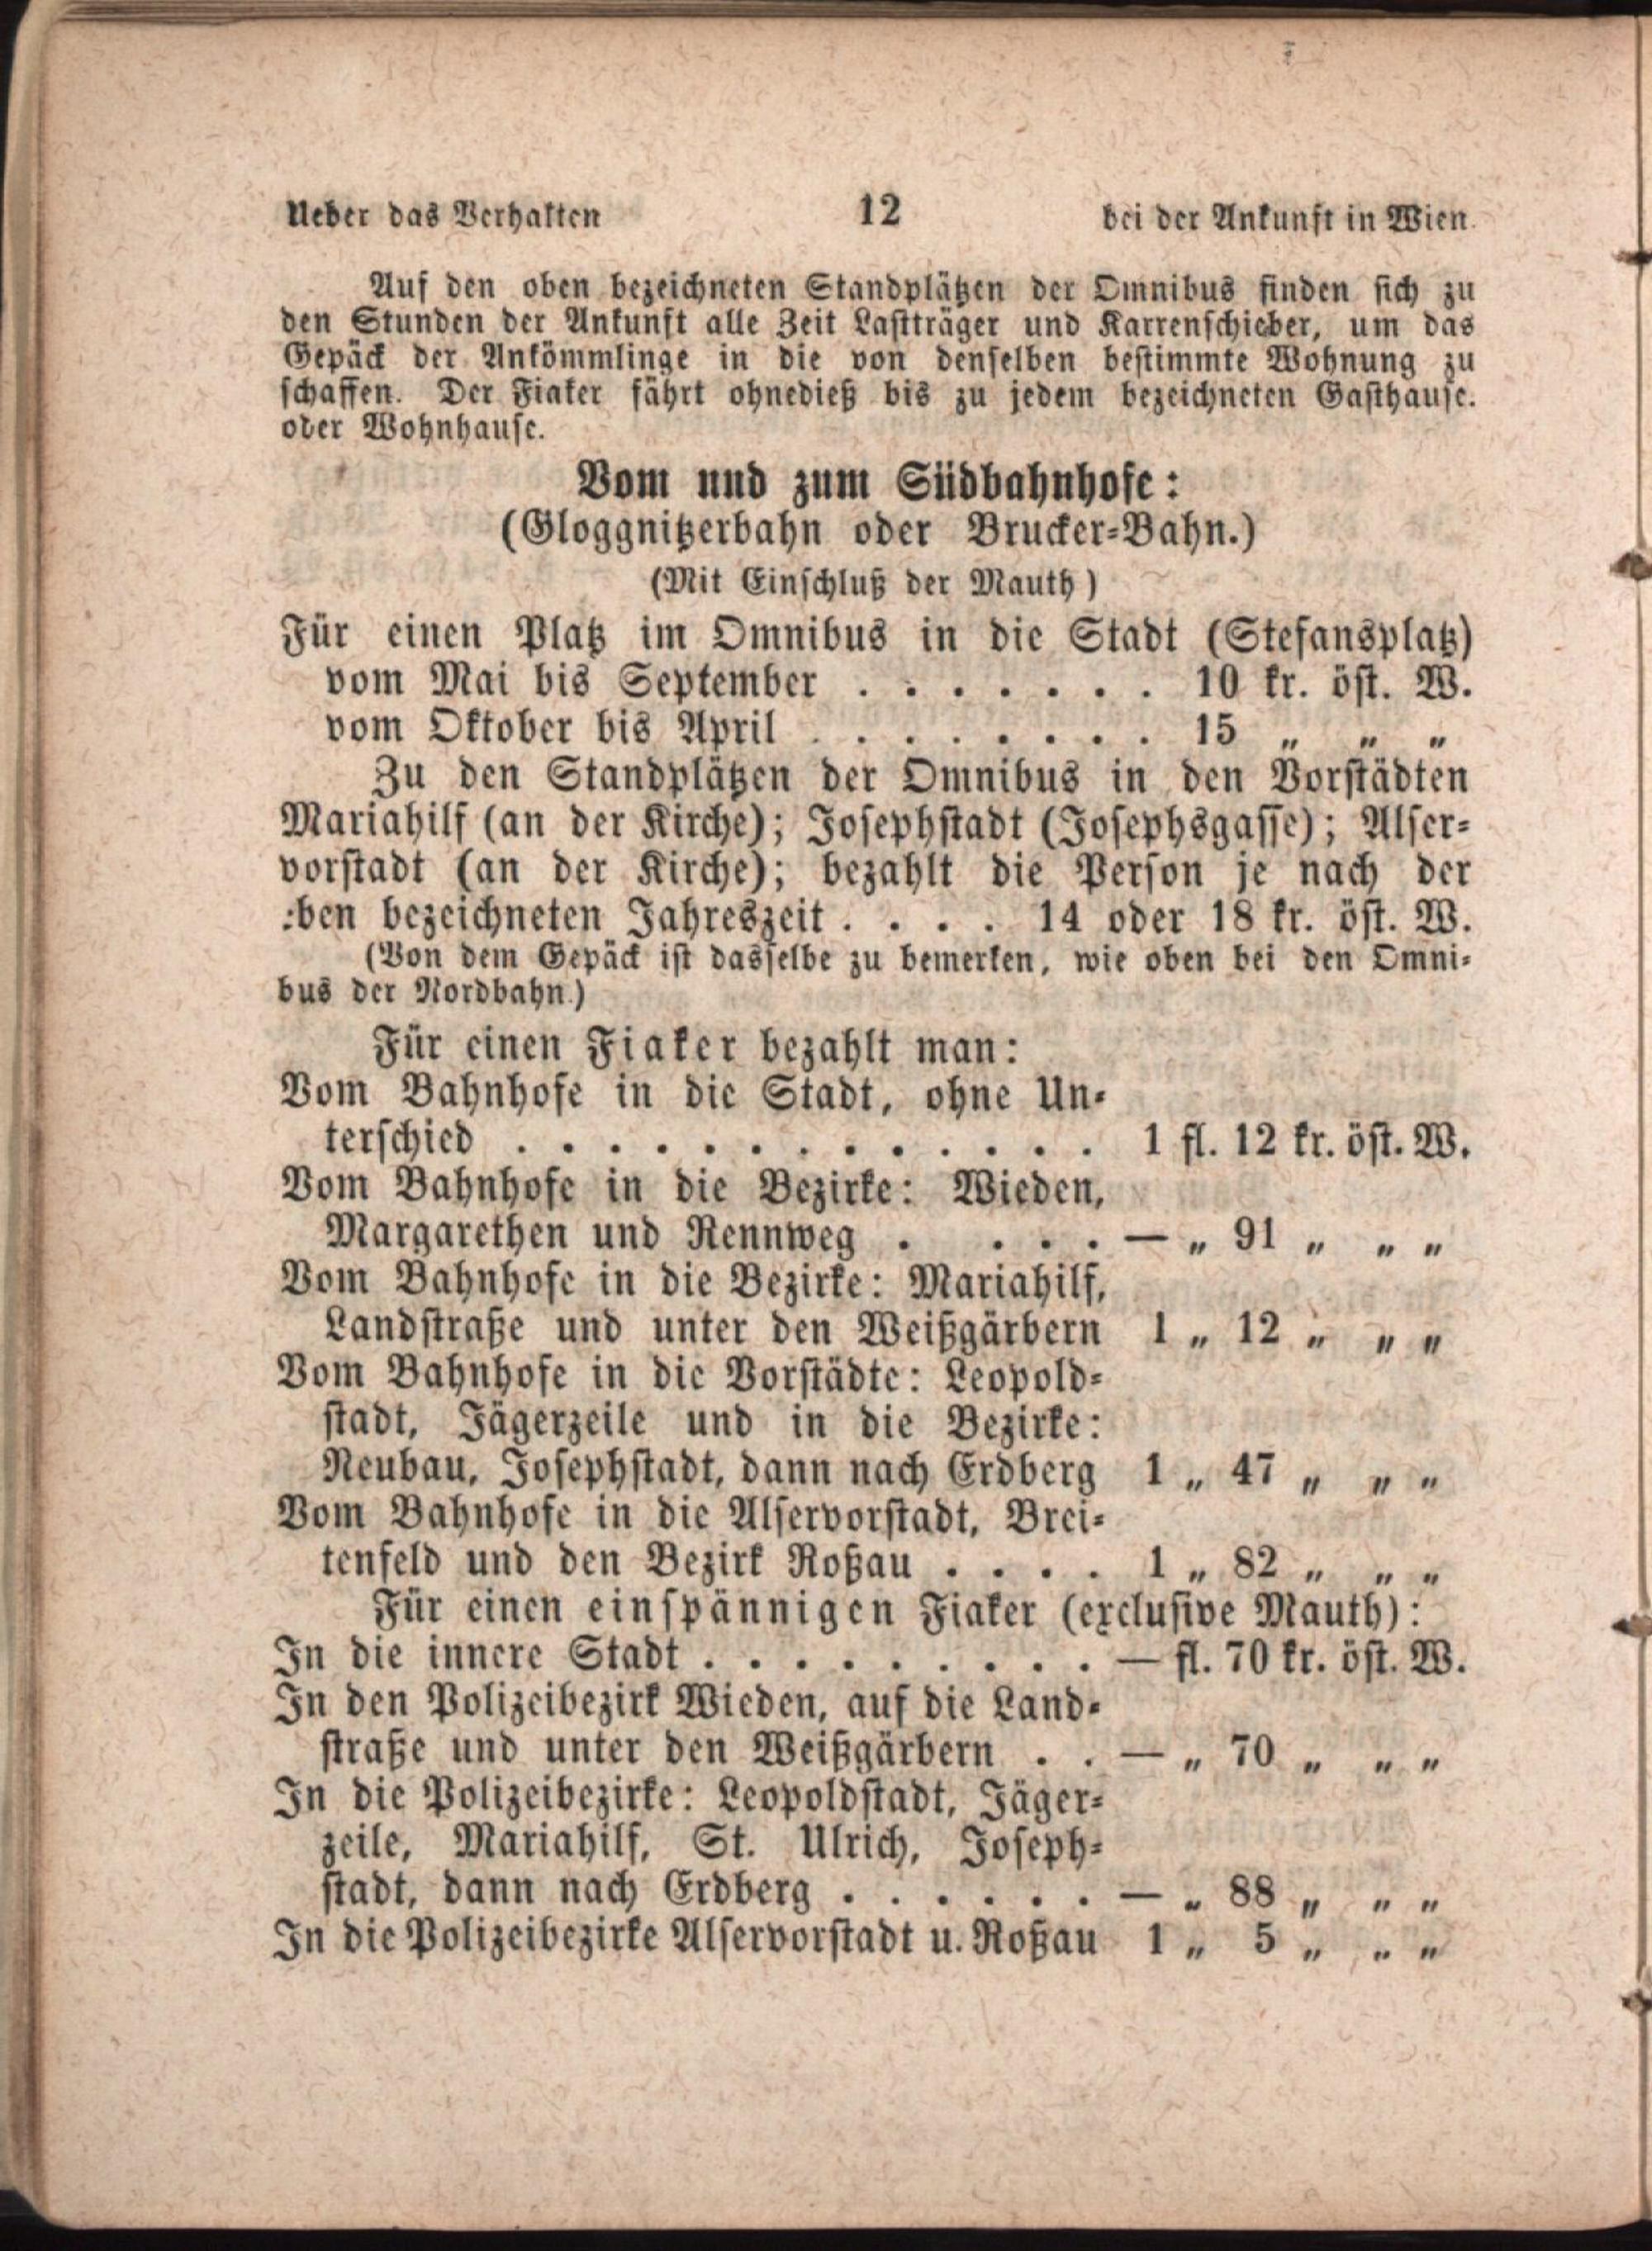 Ueber das Verhalten 12 bei der Ankunft in Wien.
Auf den oben bezeichneten Standplätzen der Omnibus finden sich zu
den Stunden der Ankunft alle Zeit Lastträger und Karrenschieber, um das
Gepäck der Ankömmlinge in die von denselben bestimmte Wohnung zu
schaffen. Der Fiaker fährt ohnedieß bis zu jedem bezeichneten Gasthause.
oder Wohnhause.
Vom und zum Südbahnhofe:
(Gloggnitzerbahn oder Brucker-Bahn.)
(Mit Einschluß der Mauth)
Für einen Platz im Omnibus in die Stadt (Stefansplatz)
vom Mai bis September . . . . . . . 10 kr. öst. W.
vom Oktober bis April . . . . . . . . 15 „ „ „
Zu den Standplätzen der Omnibus in den Vorstädten
Mariahilf (an der Kirche); Josephstadt (Josephsgasse); Alser-
vorstadt (an der Kirche); bezahlt die Person je nach der
:ben bezeichneten Jahreszeit . . . . 14 oder 18 kr. öst. W.
(Von dem Gepäck ist dasselbe zu bemerken, wie oben bei den Omni-
bus der Nordbahn.)
Für einen Fiaker bezahlt man:
Vom Bahnhofe in die Stadt, ohne Un-
terschied . . . . . . . . . . . . . 1 fl. 12 kr. öst. W.
Vom Bahnhofe in die Bezirke: Wieden,
Margarethen und Rennweg . . . . — „ 91 „ „ „
Vom Bahnhofe in die Bezirke: Mariahilf,
Landstraße und unter den Weißgärbern 1 „ 12 „ „ „
Vom Bahnhofe in die Vorstädte: Leopold-
stadt, Jägerzeile und in die Bezirke:
Neubau, Josephstadt, dann nach Erdberg 1 „ 47 „ „ „
Vom Bahnhofe in die Alservorstadt, Brei-
tenfeld und den Bezirk Roßau . . . . 1 „ 82 „ „ „
Für einen einspännigen Fiaker (exclusive Mauth):
In die innere Stadt . . . . . . . . . — fl. 70 kr. öst. W.
In den Polizeibezirk Wieden, auf die Land-
straße und unter den Weißgärbern . . — „ 70 „ „ „
In die Polizeibezirke: Leopoldstadt, Jäger-
zeile, Mariahilf, St. Ulrich, Joseph-
stadt, dann nach Erdberg . . . . . . — „ 88 „ „ „
In die Polizeibezirke Alservorstadt u. Roßau 1 „ 5 „ „ „